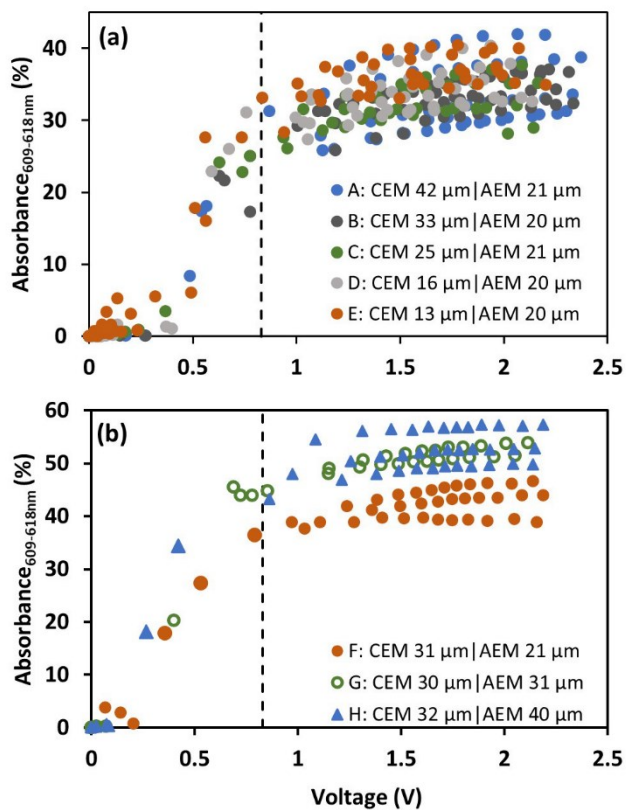 (a)
Absorbance609-618 nm (%)
40
30
20
10
0
A: CEM 42 µm|AEM 21 µm
B: CEM 33 µm|AEM 20 µm
C: CEM 25 µm|AEM 21 µm
D: CEM 16 µm|AEM 20 µm
E: CEM 13 µm|AEM 20 µm
0 0.5 1 1.5 2 2.5
(b)
Absorbance609-618nm (%)
60
50
40
30
20
10
0
F: CEM 31 µm|AEM 21 µm
G: CEM 30 µm|AEM 31 µm
H: CEM 32 µm|AEM 40 µm
0 0.5 1 1.5 2 2.5
Voltage (V)